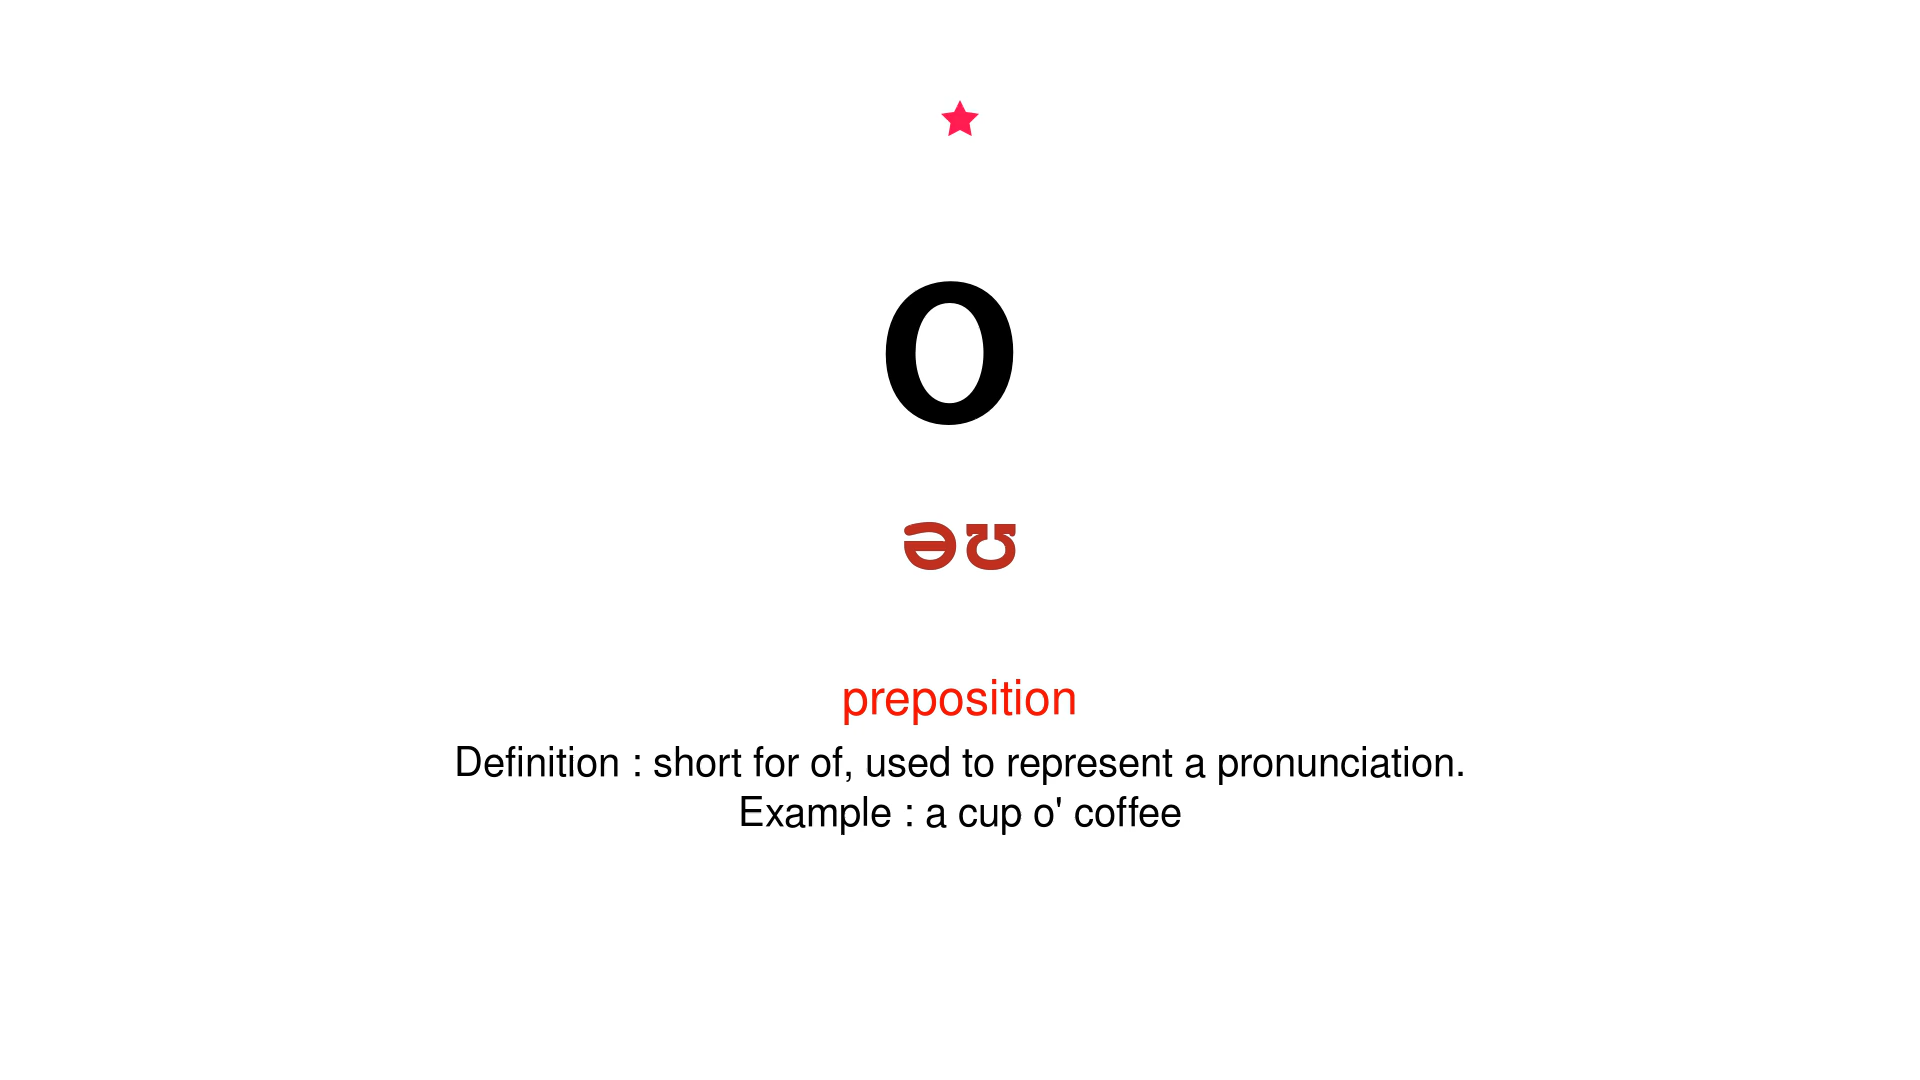 O
əʊ
preposition
Definition : short for of, used to represent a pronunciation.
Example : a cup o' coffee